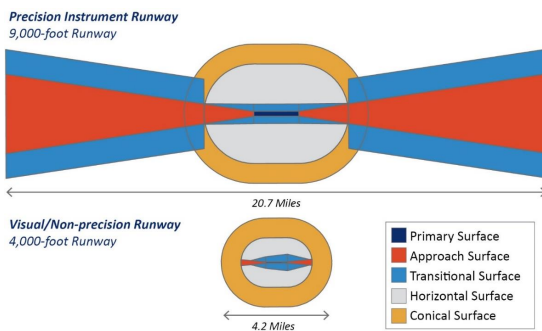 Precision Instrument Runway
9,000-foot Runway
20.7 Miles
Visual/Non-precision Runway
4,000-foot Runway
4.2 Miles
Primary Surface
Approach Surface
Transitional Surface
Horizontal Surface
Conical Surface